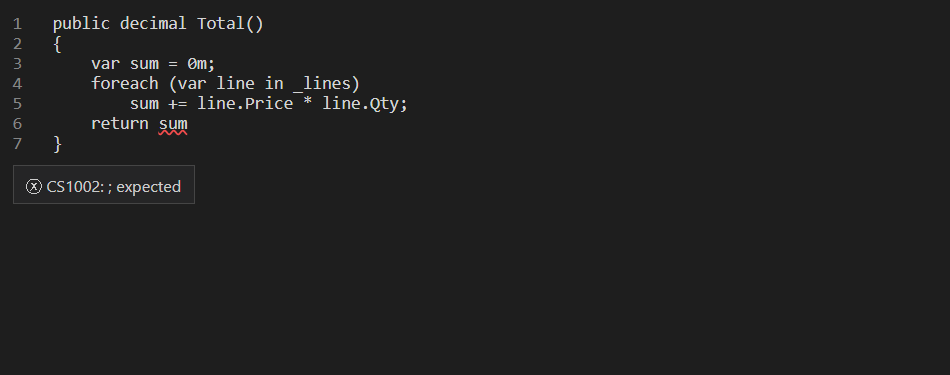 1 public decimal Total()
2 {
3     var sum = 0m;
4     foreach (var line in _lines)
5         sum += line.Price * line.Qty;
6     return sum
7 }
CS1002: ; expected